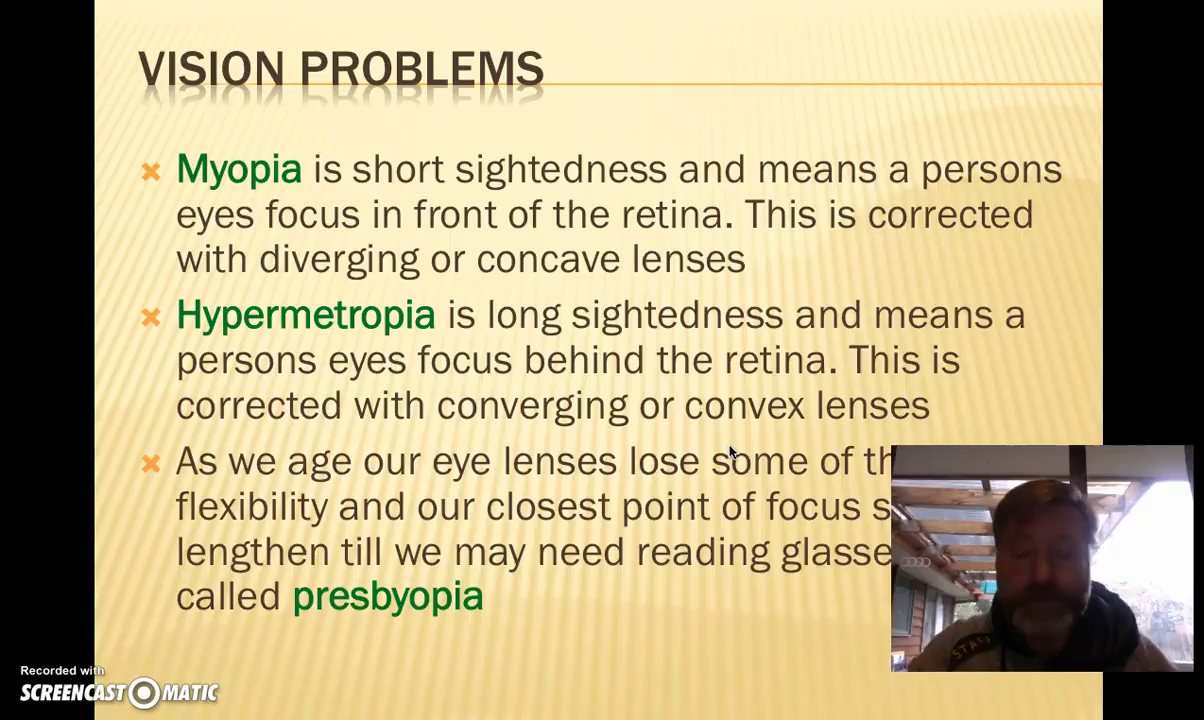 VISION PROBLEMS
Myopia is short sightedness and means a persons
eyes focus in front of the retina. This is corrected
with diverging or concave lenses
Hypermetropia is long sightedness and means a
persons eyes focus behind the retina. This is
corrected with converging or convex lenses
As we age our eye lenses lose some of
flexibility and our closest point of focus
lengthen till we may need reading
called presbyopia
STAFF
Recorded with
SCREENCAST MATIC